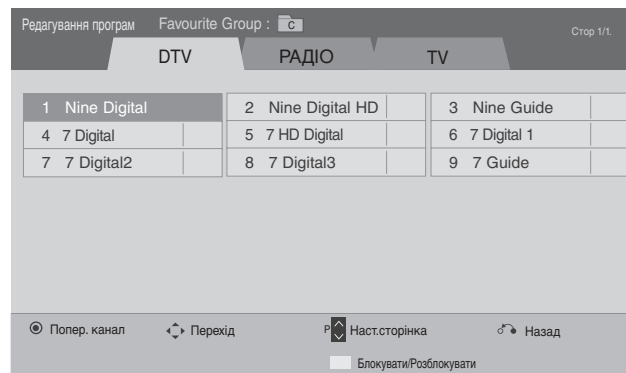 Редагування програм Favourite Group : C Стор 1/1.
DTV РАДІО TV
1 Nine Digital 2 Nine Digital HD 3 Nine Guide
4 7 Digital 5 7 HD Digital 6 7 Digital 1
7 7 Digital2 8 7 Digital3 9 7 Guide
Попер. канал Перехід P Наст.сторінка Назад
Блокувати/Розблокувати